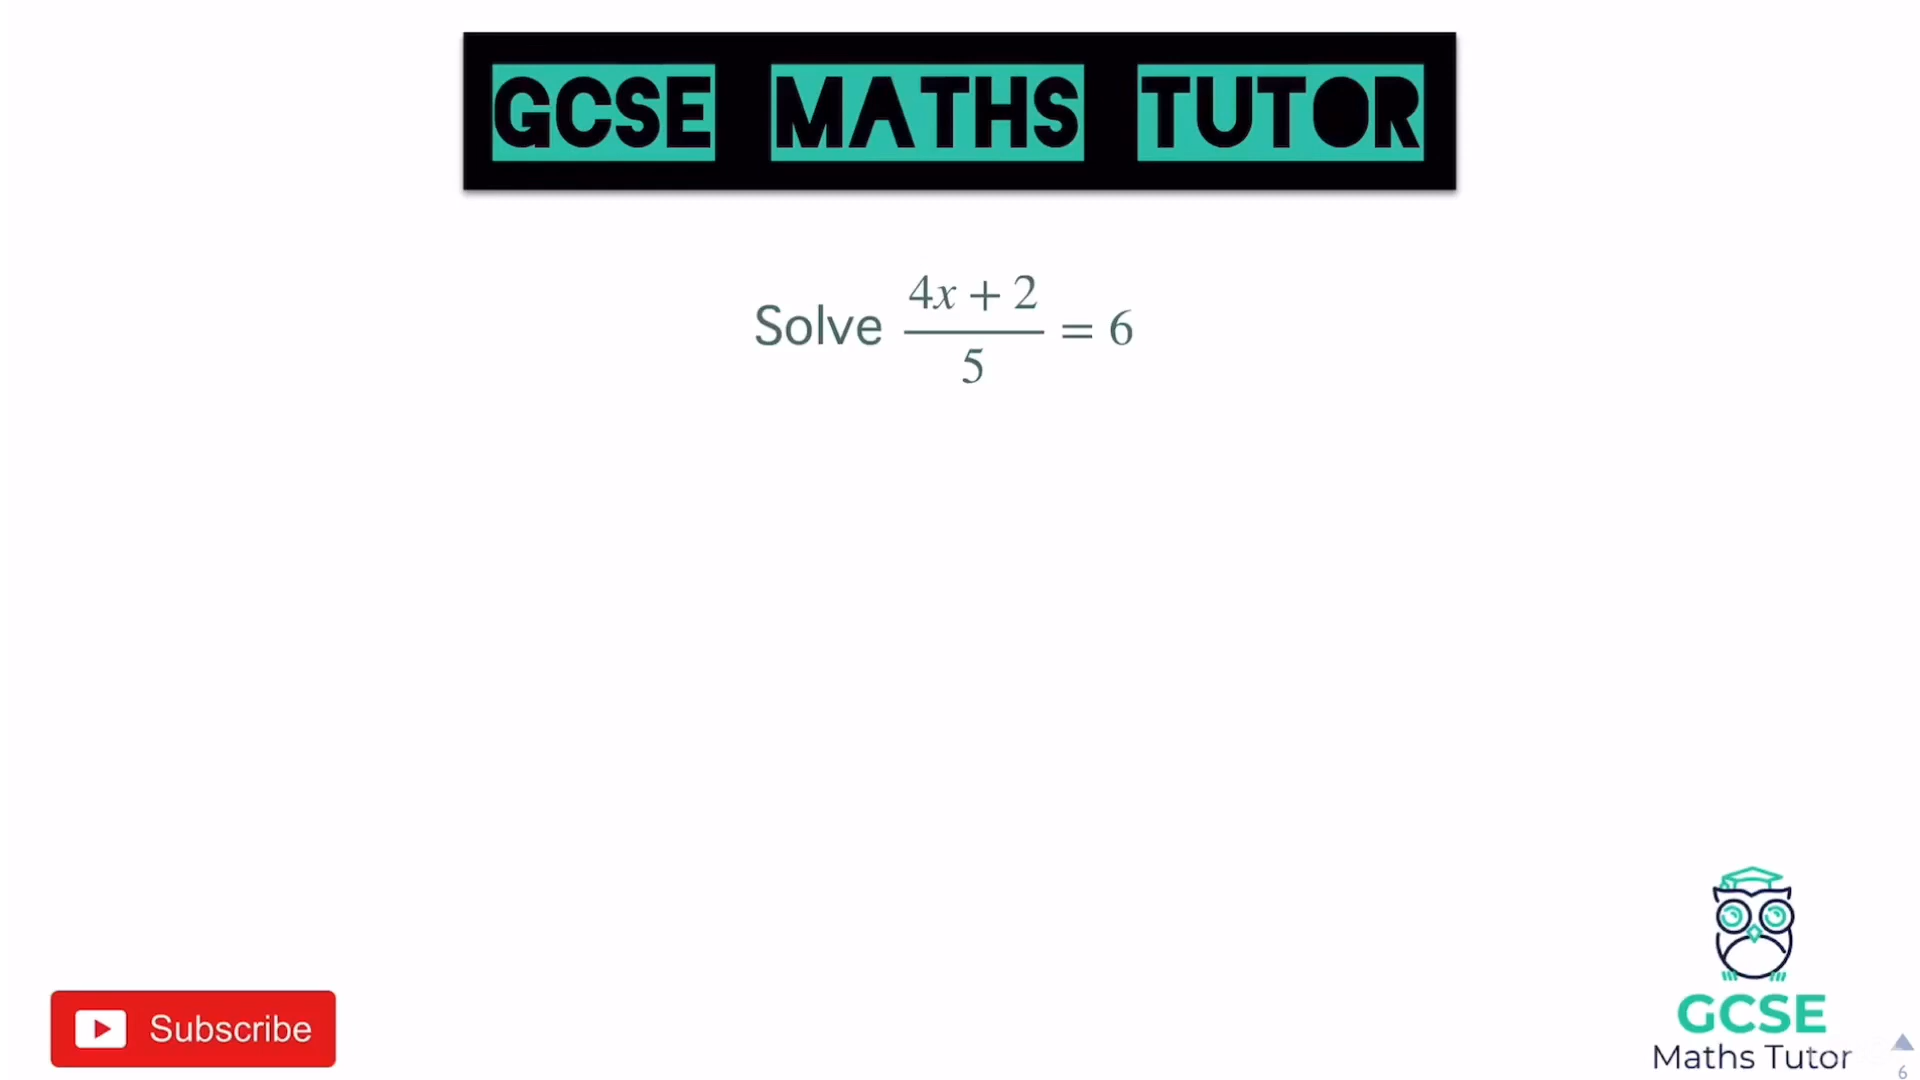 GCSE MATHS TUTOR
Solve (4x + 2)/5 = 6
Subscribe
GCSE
Maths Tutor
6